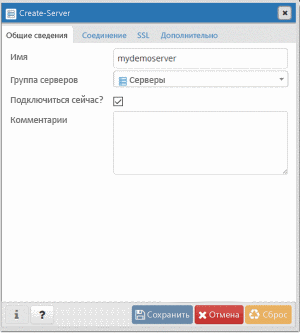 Create-Server
Общие сведения Соединение SSL Дополнительно
Имя mydemoserver
Группа серверов Серверы
Подключиться сейчас?
Комментарии
i ? Сохранить Отмена Сброс